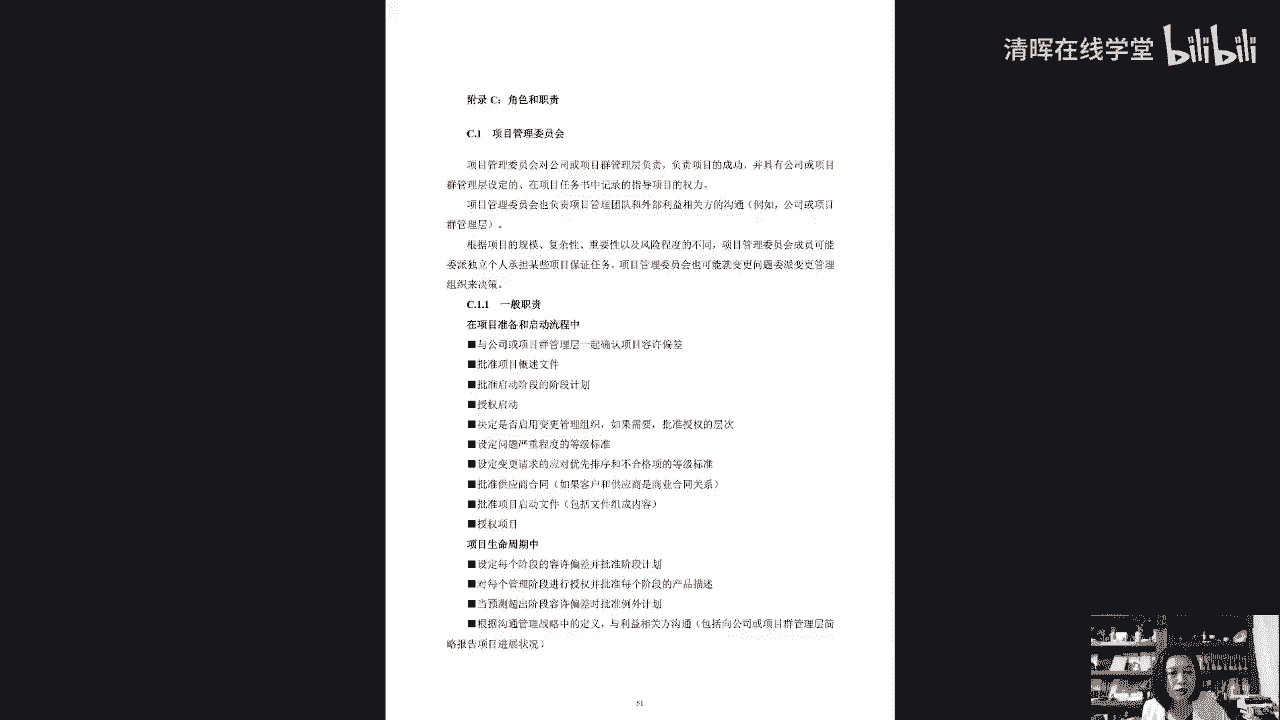 清晖在线学堂 bilibili
附录 C：角色和职责
C.1 项目管理委员会
项目管理委员会对公司或项目群管理层负责，负责项目的成功，并具有公司或项目
群管理层设定的、在项目任务书中记录的指导项目的权力。
项目管理委员会也负责项目管理团队和外部利益相关方的沟通（例如，公司或项目
群管理层）。
根据项目的规模、复杂性、重要性以及风险程度的不同，项目管理委员会成员可能
委派独立个人承担某些项目保证任务。项目管理委员会也可能就变更问题委派变更管理
组织来决策。
C.1.1 一般职责
在项目准备和启动流程中
■与公司或项目群管理层一起确认项目容许偏差
■批准项目概述文件
■批准启动阶段的阶段计划
■授权启动
■决定是否启用变更管理组织，如果需要，批准授权的层次
■设定问题严重程度的等级标准
■设定变更请求的应对优先排序和不合格项的等级标准
■批准供应商合同（如果客户和供应商是商业合同关系）
■批准项目启动文件（包括文件组成内容）
■授权项目
项目生命周期中
■设定每个阶段的容许偏差并批准阶段计划
■对每个管理阶段进行授权并批准每个阶段的产品描述
■当预测超出阶段容许偏差时批准例外计划
■根据沟通管理战略中的定义，与利益相关方沟通（包括向公司或项目群管理层简
略报告项目进展状况）
51